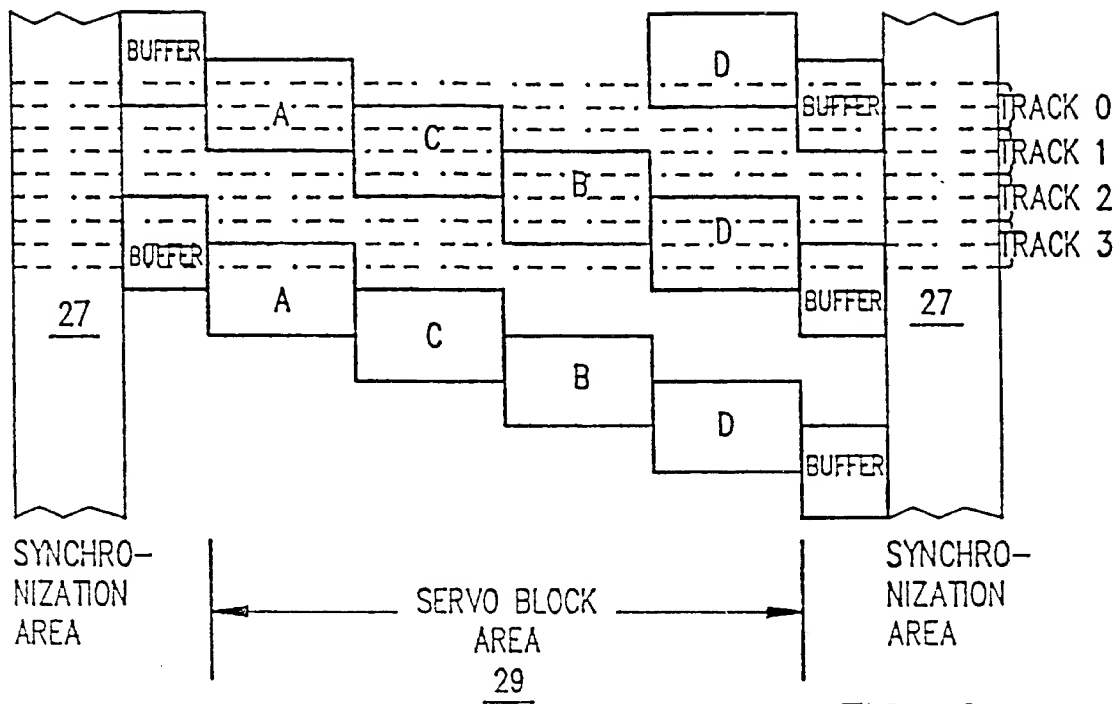 BUFFER
D
BUFFER
A
C
B
D
TRACK 0
TRACK 1
TRACK 2
TRACK 3
BUFFER
A
C
B
D
BUFFER
BUFFER
27
27
SYNCHRO-
NIZATION
AREA
SERVO BLOCK
AREA
29
SYNCHRO-
NIZATION
AREA